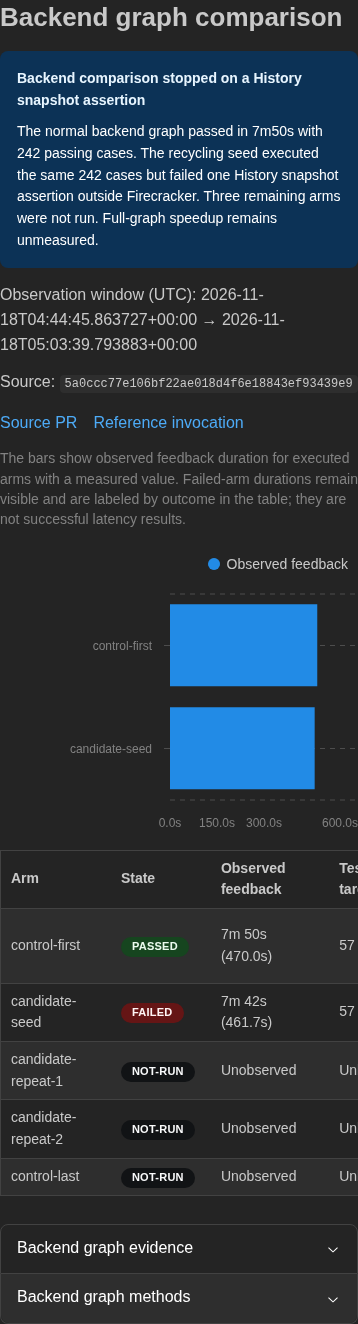 Backend graph comparison
Backend comparison stopped on a History
snapshot assertion
The normal backend graph passed in 7m50s with
242 passing cases. The recycling seed executed
the same 242 cases but failed one History snapshot
assertion outside Firecracker. Three remaining arms
were not run. Full-graph speedup remains
unmeasured.
Observation window (UTC): 2026-11-
18T04:44:45.863727+00:00 → 2026-11-
18T05:03:39.793883+00:00
Source: 5a0ccc77e106bf22ae018d4f6e18843ef93439e9
Source PR Reference invocation
The bars show observed feedback duration for executed
arms with a measured value. Failed-arm durations remain
visible and are labeled by outcome in the table; they are
not successful latency results.
Observed feedback
control-first
candidate-seed
0.0s 150.0s 300.0s 600.0s
Arm State Observed feedback Tes tar
control-first PASSED 7m 50s (470.0s) 57
candidate-seed FAILED 7m 42s (461.7s) 57
candidate-repeat-1 NOT-RUN Unobserved Un
candidate-repeat-2 NOT-RUN Unobserved Un
control-last NOT-RUN Unobserved Un
Backend graph evidence
Backend graph methods